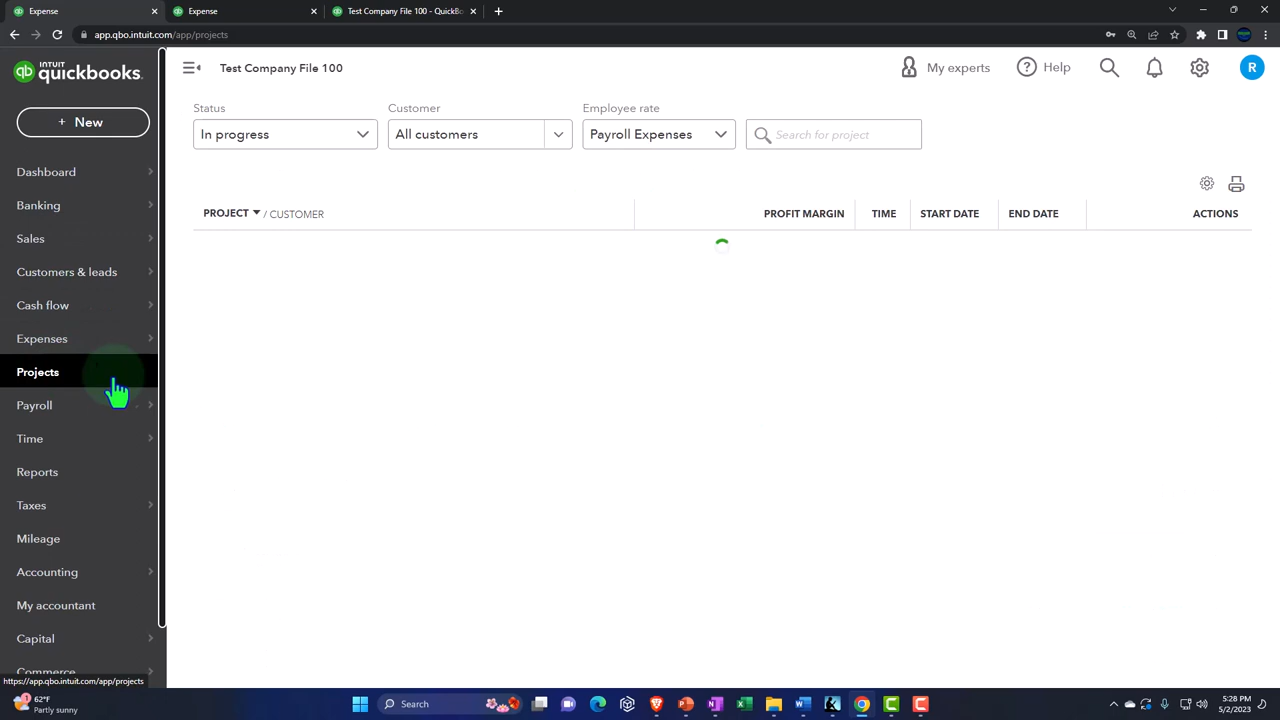 Expense
Expense
Test Company File 100 - QuickBo
app.qbo.intuit.com/app/projects
INTUIT
quickbooks.
Test Company File 100
My experts
Help
R
+ New
Status
Customer
Employee rate
In progress
All customers
Payroll Expenses
Search for project
PROJECT / CUSTOMER
PROFIT MARGIN
TIME
START DATE
END DATE
ACTIONS
Dashboard
Banking
Sales
Customers & leads
Cash flow
Expenses
Projects
Payroll
Time
Reports
Taxes
Mileage
Accounting
My accountant
Capital
Commerce
https://app.qbo.intuit.com/app/projects
1
62°F
Partly sunny
Search
5:28 PM
5/2/2023